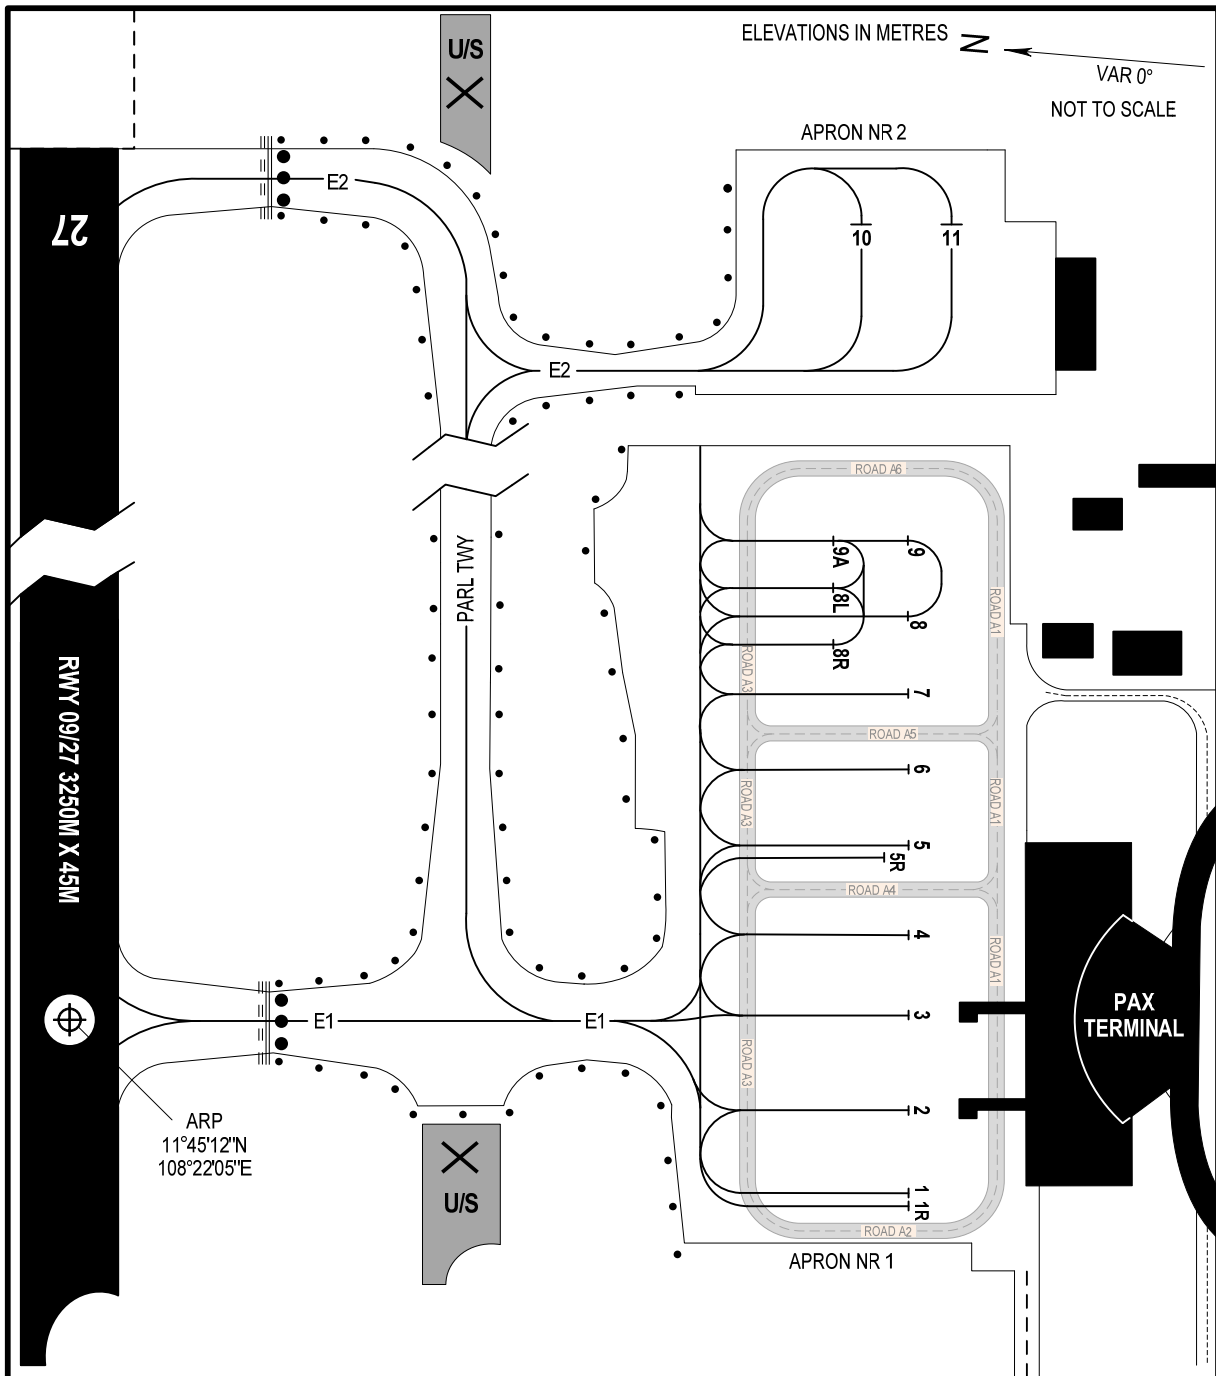 U/S
ELEVATIONS IN METRES
N
VAR 0°
NOT TO SCALE
APRON NR 2
E2
27
10
11
E2
ROAD A6
9A
9
PARL TWY
8L
ROAD A1
8
8R
RWY 09/27 3250M X 45M
ROAD A3
7
ROAD A5
6
ROAD A3
ROAD A1
5
5R
ROAD A4
4
ROAD A1
E1
E1
3
PAX
TERMINAL
ROAD A3
2
ARP
11°45'12"N
108°22'05"E
U/S
1
1R
ROAD A2
APRON NR 1